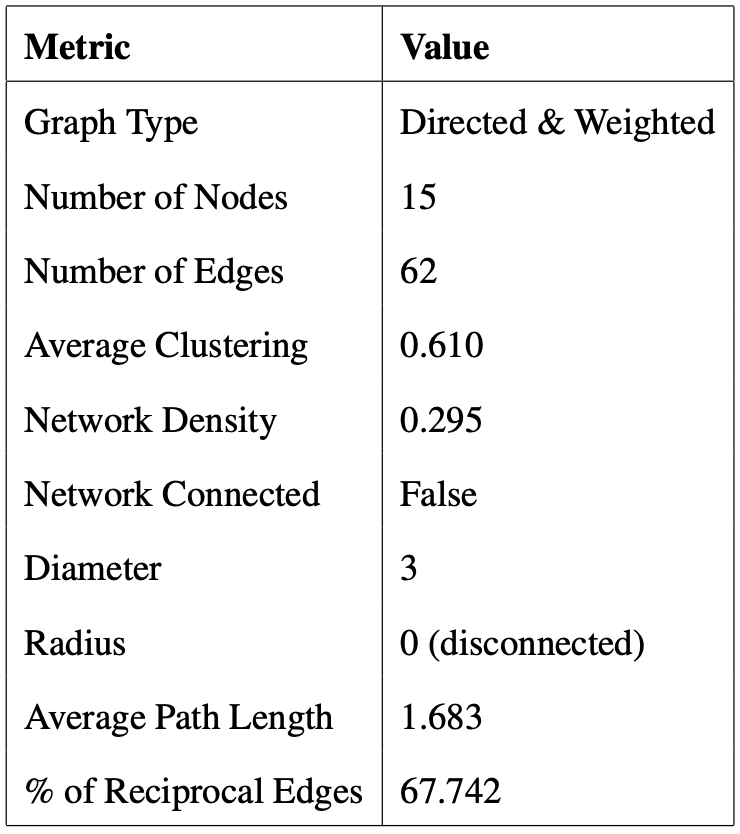 Metric Value
Graph Type Directed & Weighted
Number of Nodes 15
Number of Edges 62
Average Clustering 0.610
Network Density 0.295
Network Connected False
Diameter 3
Radius 0 (disconnected)
Average Path Length 1.683
% of Reciprocal Edges 67.742